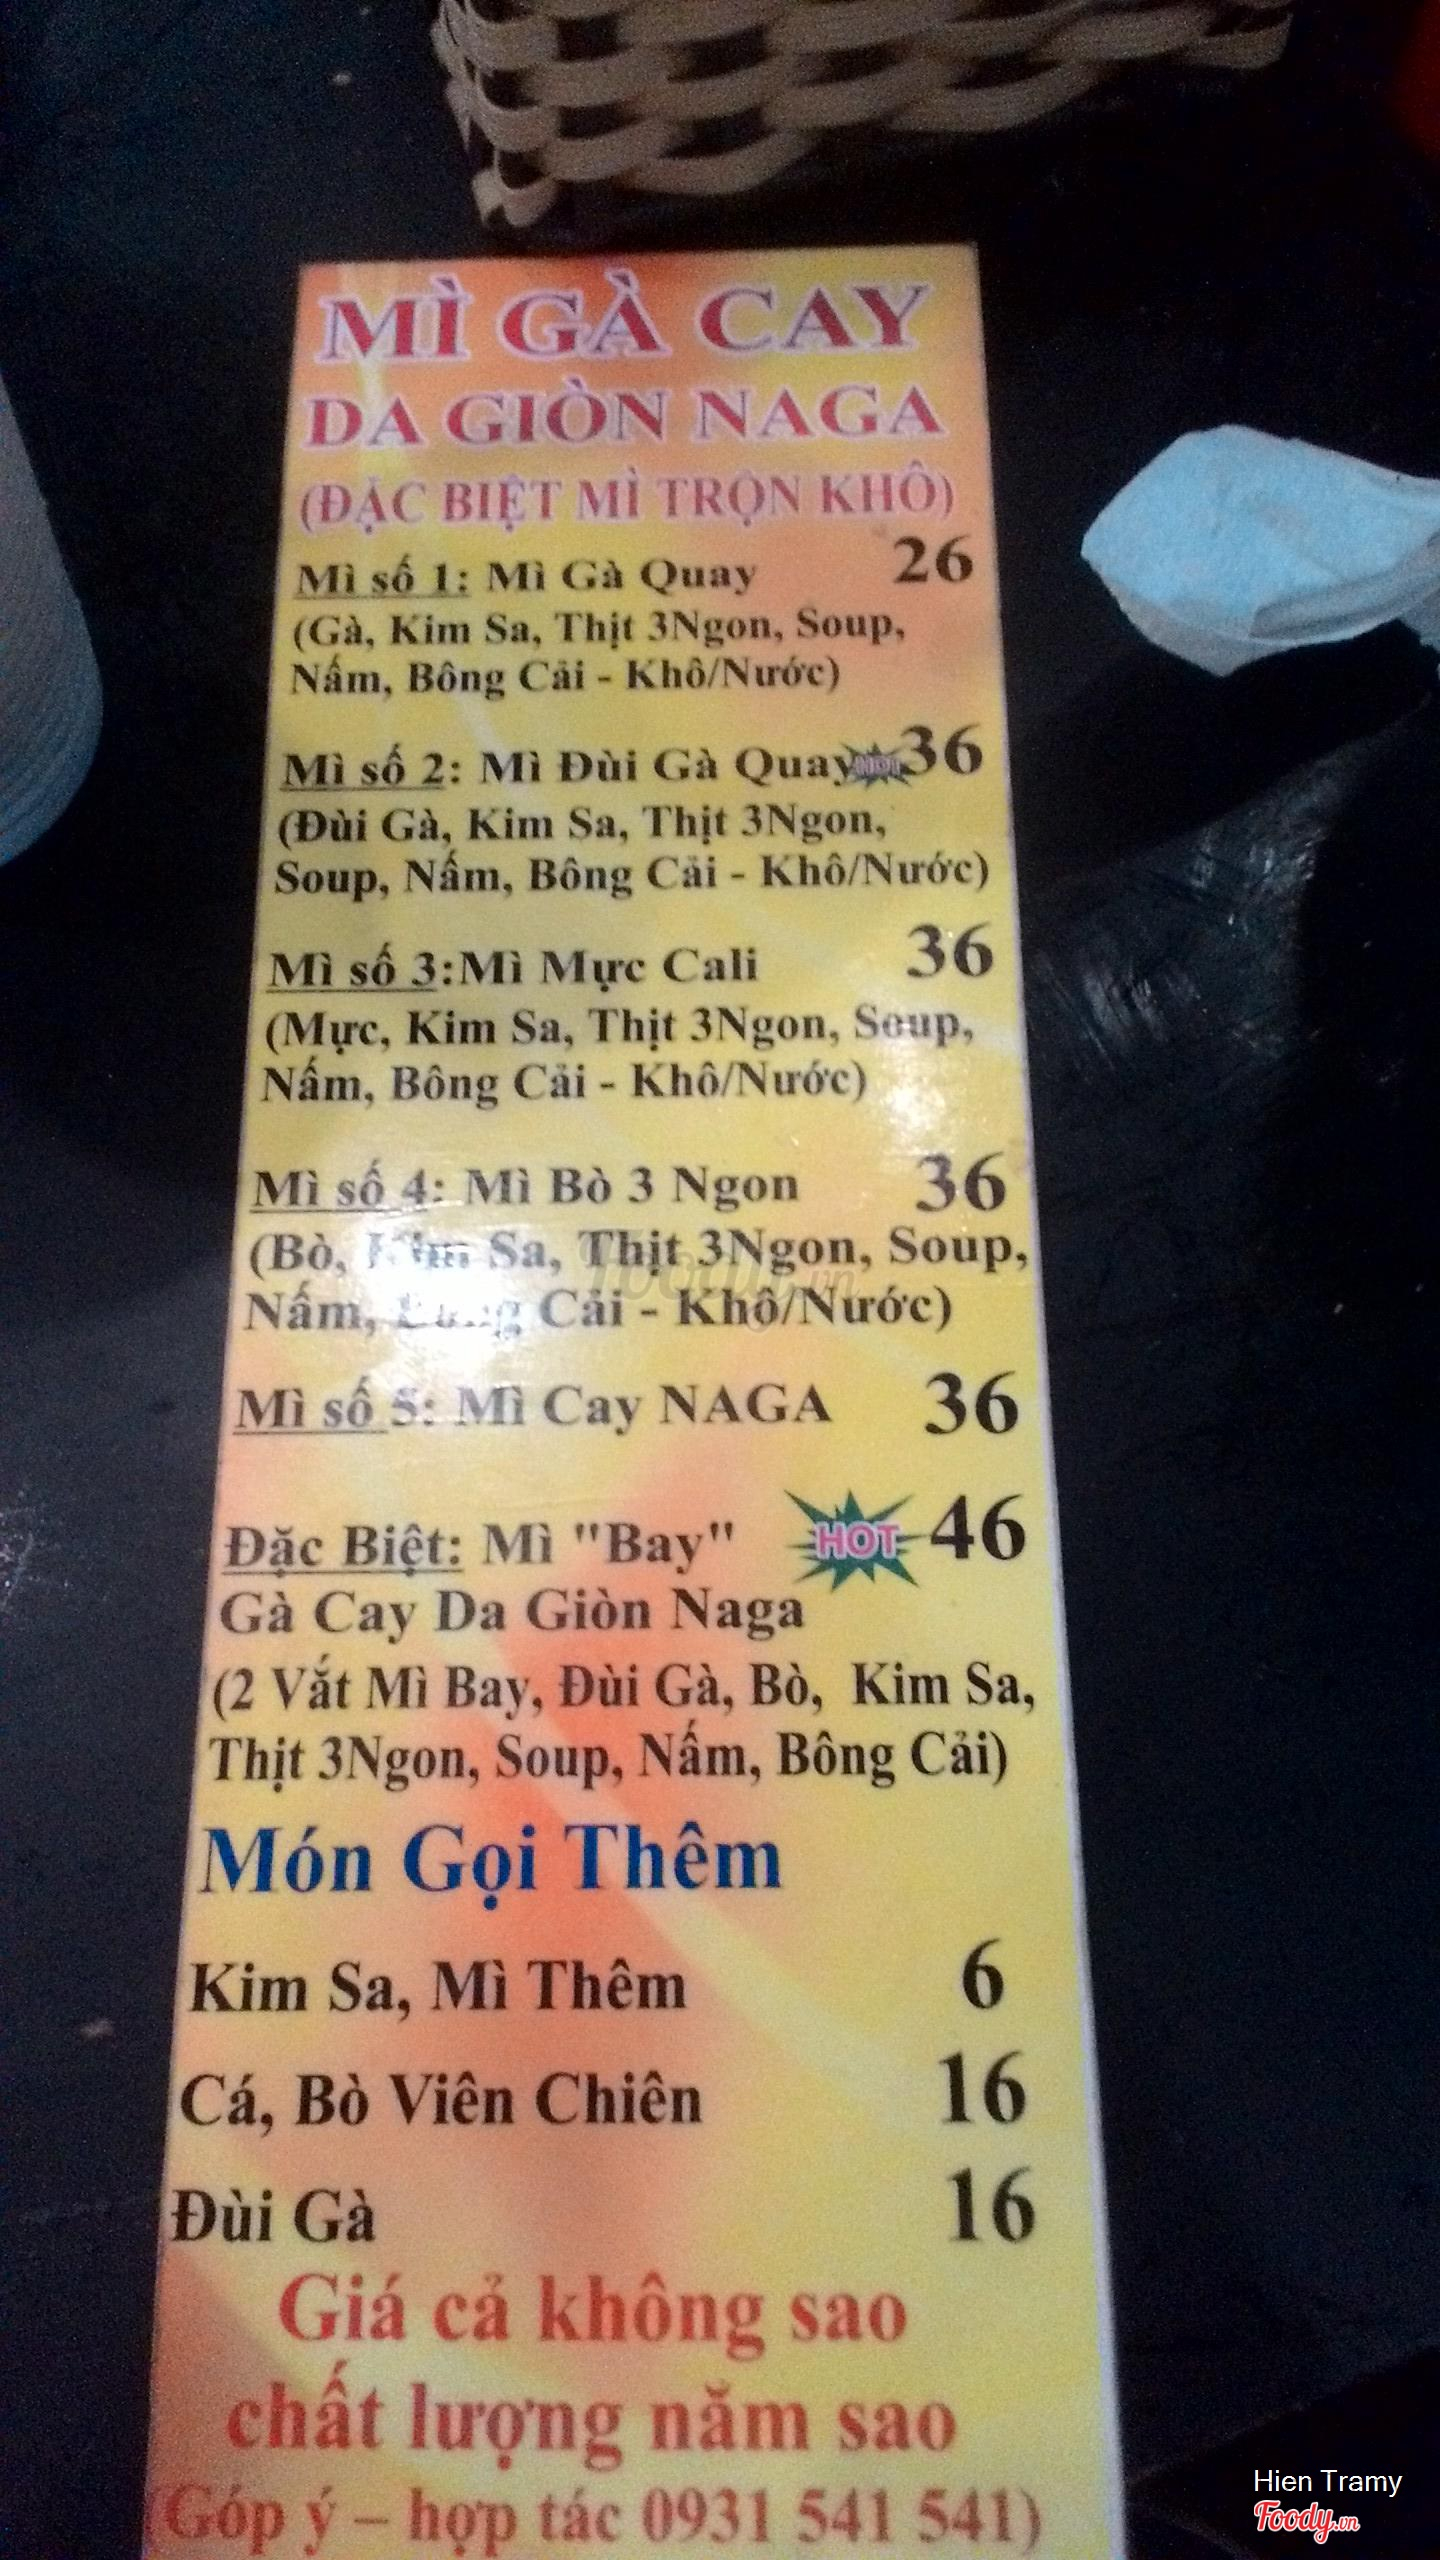 MÌ GÀ CAY
DA GIÒN NAGA
(ĐẶC BIỆT MÌ TRỘN KHÔ)
Mì số 1: Mì Gà Quay 26
(Gà, Kim Sa, Thịt 3Ngon, Soup,
Nấm, Bông Cải - Khô/Nước)
Mì số 2: Mì Đùi Gà Quay HOT 36
(Đùi Gà, Kim Sa, Thịt 3Ngon,
Soup, Nấm, Bông Cải - Khô/Nước)
Mì số 3:Mì Mực Cali 36
(Mực, Kim Sa, Thịt 3Ngon, Soup,
Nấm, Bông Cải - Khô/Nước)
Mì số 4: Mì Bò 3 Ngon 36
(Bò, Kim Sa, Thịt 3Ngon, Soup,
Nấm, Bông Cải - Khô/Nước)
Foody.vn
Mì số 5: Mì Cay NAGA 36
Đặc Biệt: Mì "Bay" HOT 46
Gà Cay Da Giòn Naga
(2 Vắt Mì Bay, Đùi Gà, Bò, Kim Sa,
Thịt 3Ngon, Soup, Nấm, Bông Cải)
Món Gọi Thêm
Kim Sa, Mì Thêm 6
Cá, Bò Viên Chiên 16
Đùi Gà 16
Giá cả không sao
chất lượng năm sao
(Góp ý – hợp tác 0931 541 541)
Hien Tramy
Foody.vn